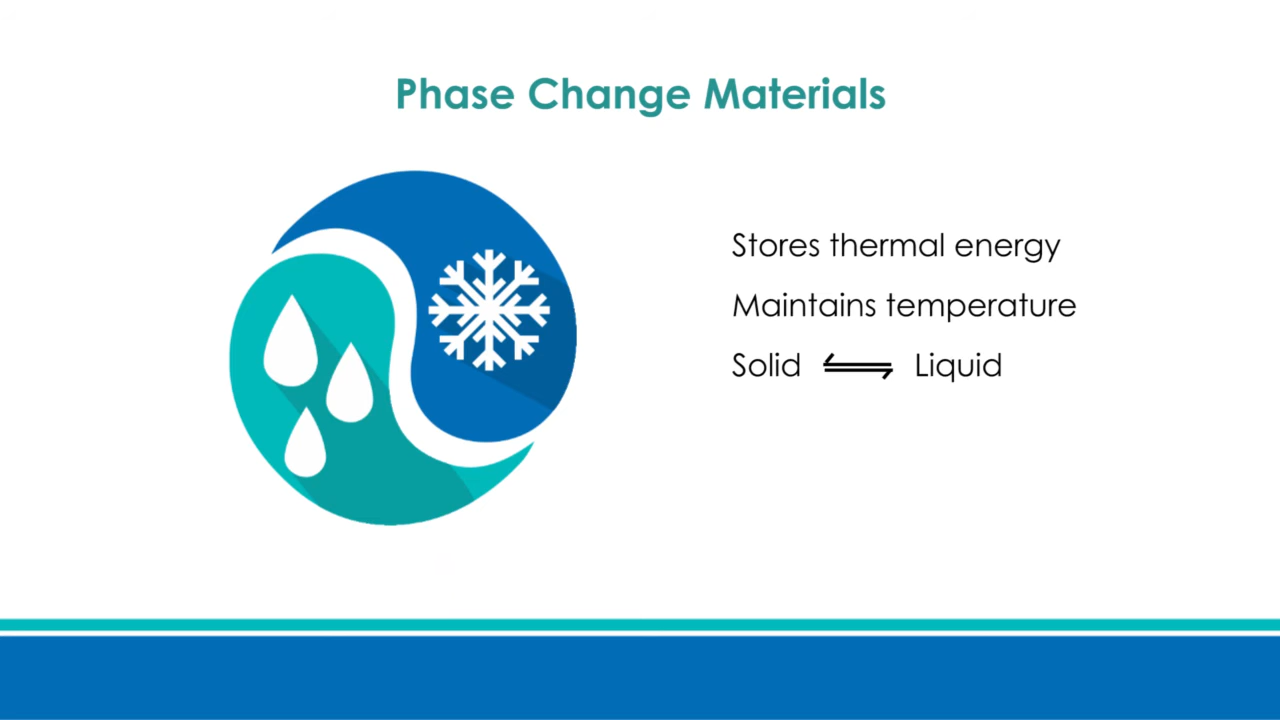 Phase Change Materials
Stores thermal energy
Maintains temperature
Solid ⇌ Liquid